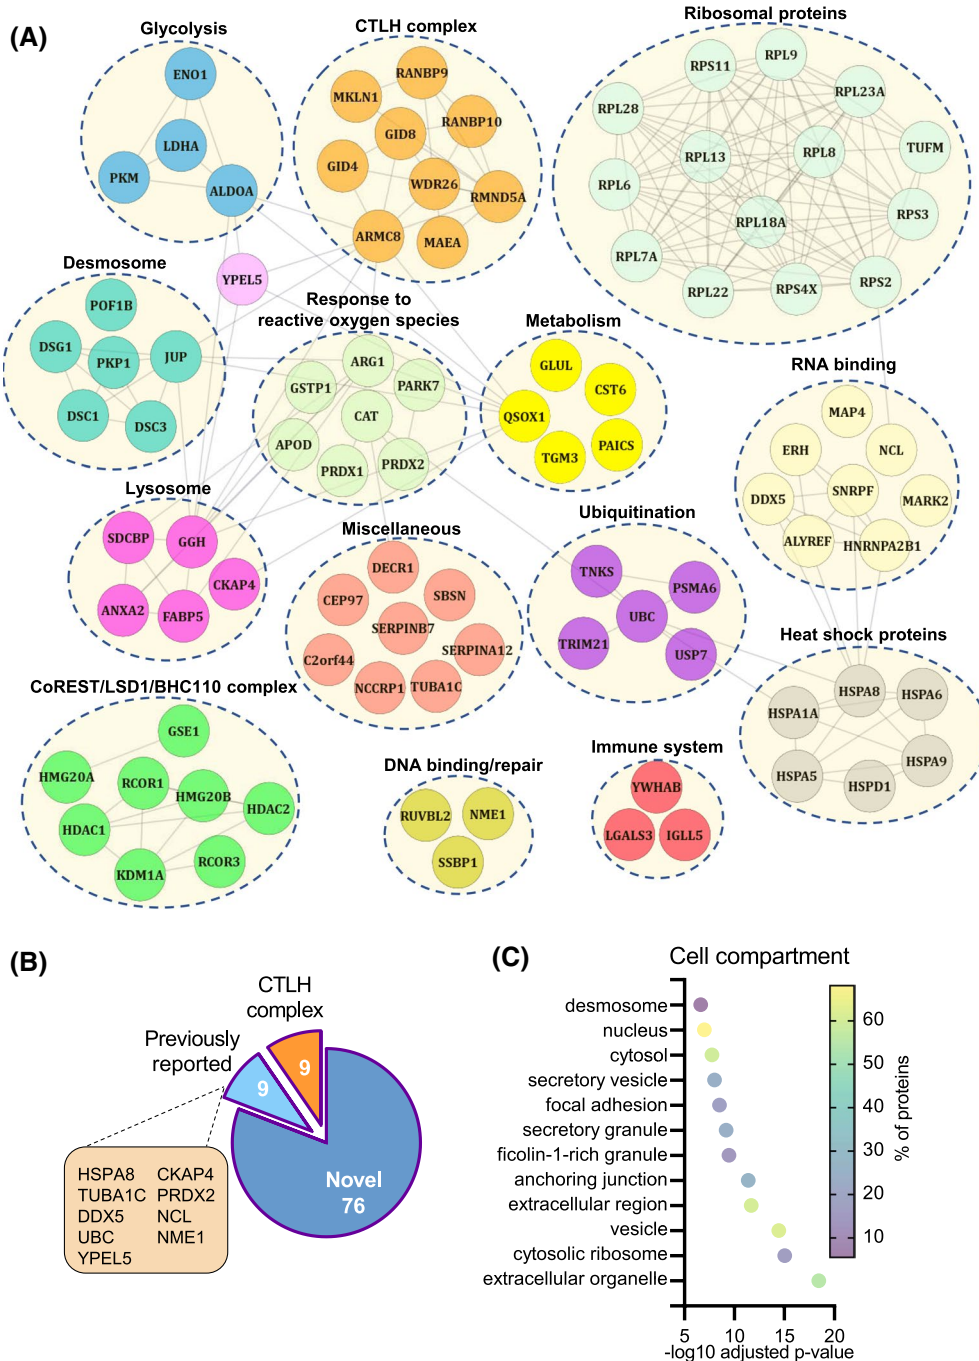 (A)
Glycolysis
ENO1
LDHA
PKM
ALDOA
CTLH complex
RANBP9
MKLN1
RANBP10
GID8
GID4
WDR26
RMND5A
ARMC8
MAEA
Ribosomal proteins
RPL9
RPS11
RPL23A
RPL28
TUFM
RPL13
RPL8
RPL6
RPS3
RPL18A
RPL7A
RPS2
RPL22
RPS4X
YPEL5
Desmosome
POF1B
DSG1
PKP1
JUP
DSC1
DSC3
Response to
reactive oxygen species
ARG1
GSTP1
PARK7
CAT
APOD
PRDX1
PRDX2
Metabolism
GLUL
CST6
QSOX1
PAICS
TGM3
RNA binding
MAP4
ERH
NCL
SNRPF
DDX5
MARK2
ALYREF
HNRNPA2B1
Lysosome
SDCBP
GGH
CKAP4
ANXA2
FABP5
Miscellaneous
DECR1
CEP97
SBSN
SERPINB7
SERPINA12
C2orf44
NCCRP1
TUBA1C
Ubiquitination
TNKS
PSMA6
UBC
TRIM21
USP7
Heat shock proteins
HSPA8
HSPA6
HSPA1A
HSPA9
HSPA5
HSPD1
CoREST/LSD1/BHC110 complex
GSE1
HMG20A
RCOR1
HMG20B
HDAC2
HDAC1
RCOR3
KDM1A
DNA binding/repair
RUVBL2
NME1
SSBP1
Immune system
YWHAB
LGALS3
IGLL5
(B)
CTLH
complex
Previously
reported
9
9
Novel
76
HSPA8 CKAP4
TUBA1C PRDX2
DDX5 NCL
UBC NME1
YPEL5
(C)
Cell compartment
desmosome
nucleus
cytosol
secretory vesicle
focal adhesion
secretory granule
ficolin-1-rich granule
anchoring junction
extracellular region
vesicle
cytosolic ribosome
extracellular organelle
5 10 15 20
-log10 adjusted p-value
60
50
40
30
20
10
% of proteins